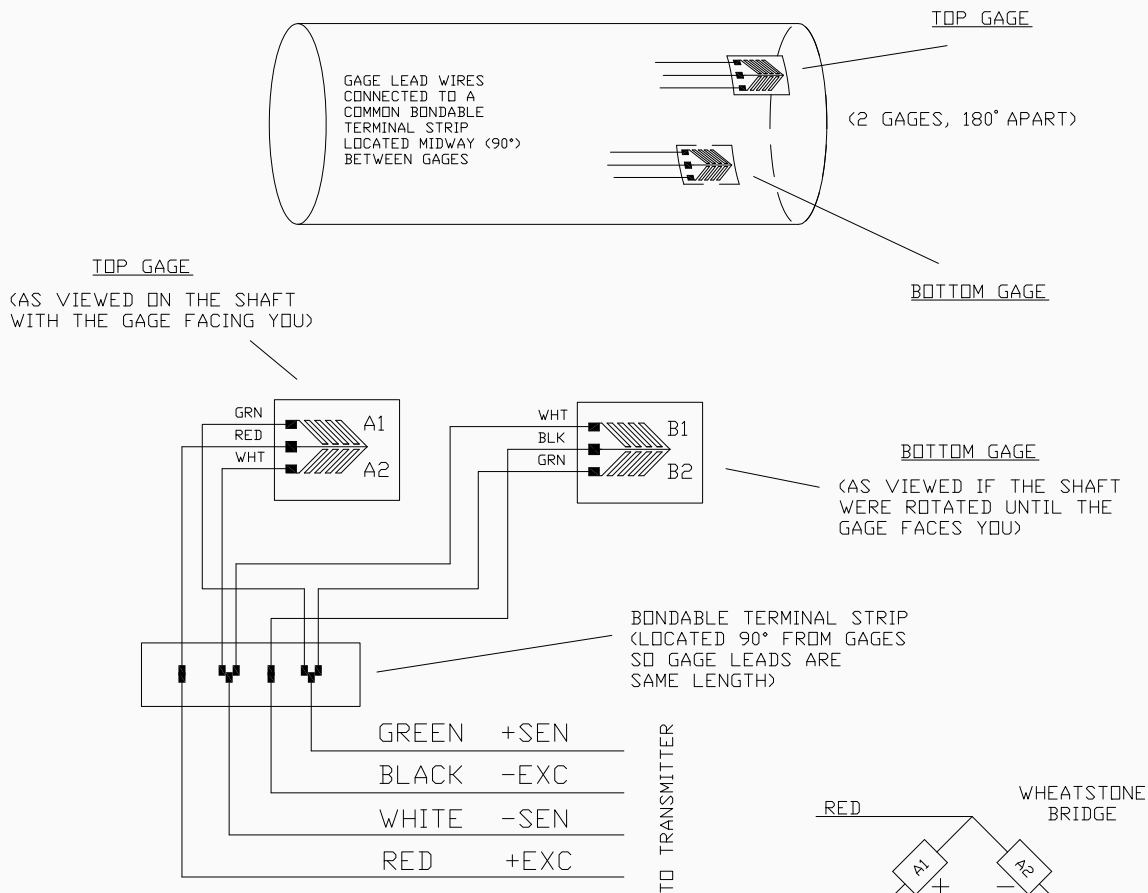 TOP GAGE
GAGE LEAD WIRES
CONNECTED TO A
COMMON BONDABLE
TERMINAL STRIP
LOCATED MIDWAY (90°)
BETWEEN GAGES
(2 GAGES, 180° APART)
BOTTOM GAGE
TOP GAGE
(AS VIEWED ON THE SHAFT
WITH THE GAGE FACING YOU)
GRN
RED
WHT
A1
A2
WHT
BLK
GRN
B1
B2
BOTTOM GAGE
(AS VIEWED IF THE SHAFT
WERE ROTATED UNTIL THE
GAGE FACES YOU)
BONDABLE TERMINAL STRIP
(LOCATED 90° FROM GAGES
SO GAGE LEADS ARE
SAME LENGTH)
GREEN +SEN
BLACK -EXC
WHITE -SEN
RED +EXC
TO TRANSMITTER
WHEATSTONE
BRIDGE
RED
A1
A2
+
-